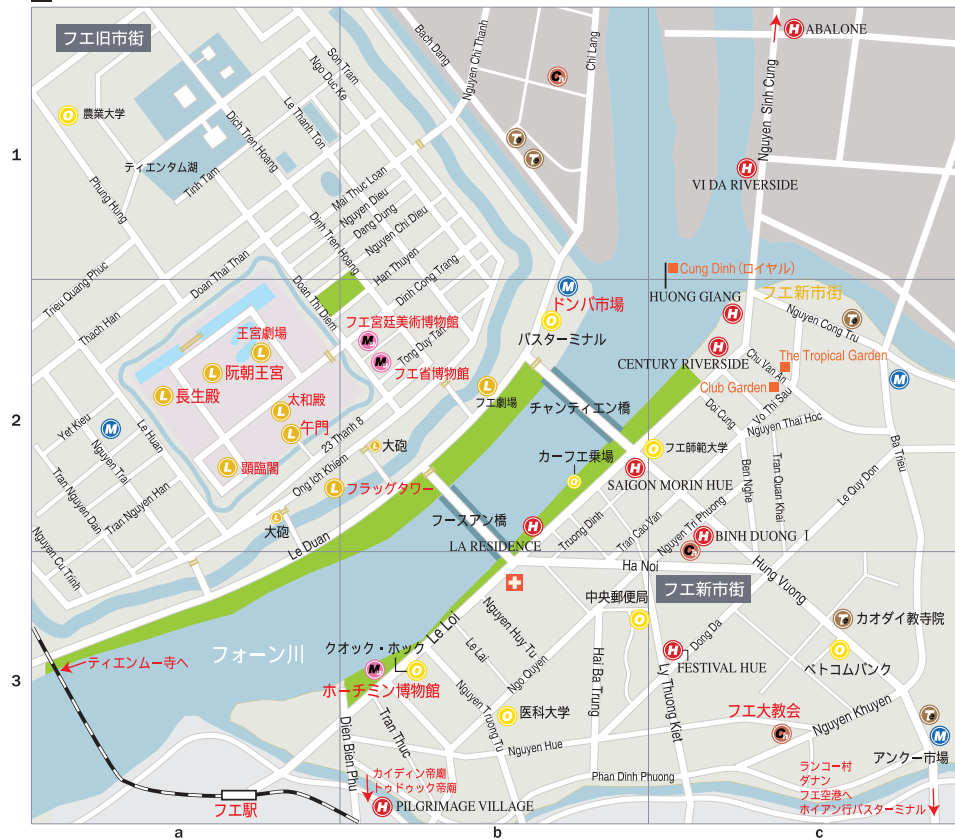 フエ旧市街
Bach Dang
Nguyen Chi Thanh
Chi Lang
H ABALONE
Son Tram
Ngo Duc Ke
Le Thanh Ton
Dich Tren Hoang
Nguyen Sinh Cung
O 農業大学
C
Te
Te
1
ティエンタム湖
Tinh Tam
Phung Hung
H
VI DA RIVERSIDE
Mai Thuc Loan
Nguyen Dieu
Dang Dung
Nguyen Chi Dieu
Dinh Tren Hoang
Han Thuyen
Dinh Cong Trang
Doan Thai Than
Doan Thi Diem
Trieu Quang Phuc
Thach Han
Cung Dinh(ロイヤル)
HUONG GIANG
H
フエ新市街
Nguyen Cong Tru
Te
M
ドンバ市場
O
バスターミナル
フエ宮廷美術博物館
M
M
フエ省博物館
Tong Duy Tan
王宮劇場
L
L
阮朝王宮
L
長生殿
太和殿
L
L
午門
L
顕臨閣
H
CENTURY RIVERSIDE
Chu Van An
The Tropical Garden
Club Garden
Vo Thi Sau
Doi Cung
Nguyen Thai Hoc
M
Ba Trieu
L
フエ劇場
チャンティエン橋
2
Yet Kieu
M
Le Huan
Nguyen Trai
Tran Nguyen Dan
Tran Nguyen Han
Nguyen Cu Trinh
23 Thanh 8
L 大砲
Ong Ich Khiem
L フラッグタワー
L
大砲
Le Duan
カーフエ乗場
O
O フエ師範大学
H
SAIGON MORIN HUE
Ben Nghe
Tran Quan Khai
Le Quy Don
フースアン橋
H
LA RESIDENCE
Truong Dinh
Tran Cao Van
Nguyen Tri Phuong
H BINH DUONG I
C
Ha Noi
Hung Vuong
フエ新市街
中央郵便局
O
Te カオダイ教寺院
O
ベトコムバンク
Le Loi
Nguyen Huy Tu
Le Lai
Ngo Quyen
Hai Ba Trung
Dong Da
H
FESTIVAL HUE
Ly Thuong Kiet
フォーン川
クオック・ホック
M
O
ホーチミン博物館
ティエンムー寺へ
3
Nguyen Truong Tu
O 医科大学
Tran Thuc
Dien Bien Phu
Nguyen Hue
フエ大教会
C
Nguyen Khuyen
Te
M
アンクー市場
Phan Dinh Phuong
カイディン帝廟
トゥドゥック帝廟
H PILGRIMAGE VILLAGE
フエ駅
ランコー村
ダナン
フエ空港へ
ホイアン行バスターミナル
a
b
c